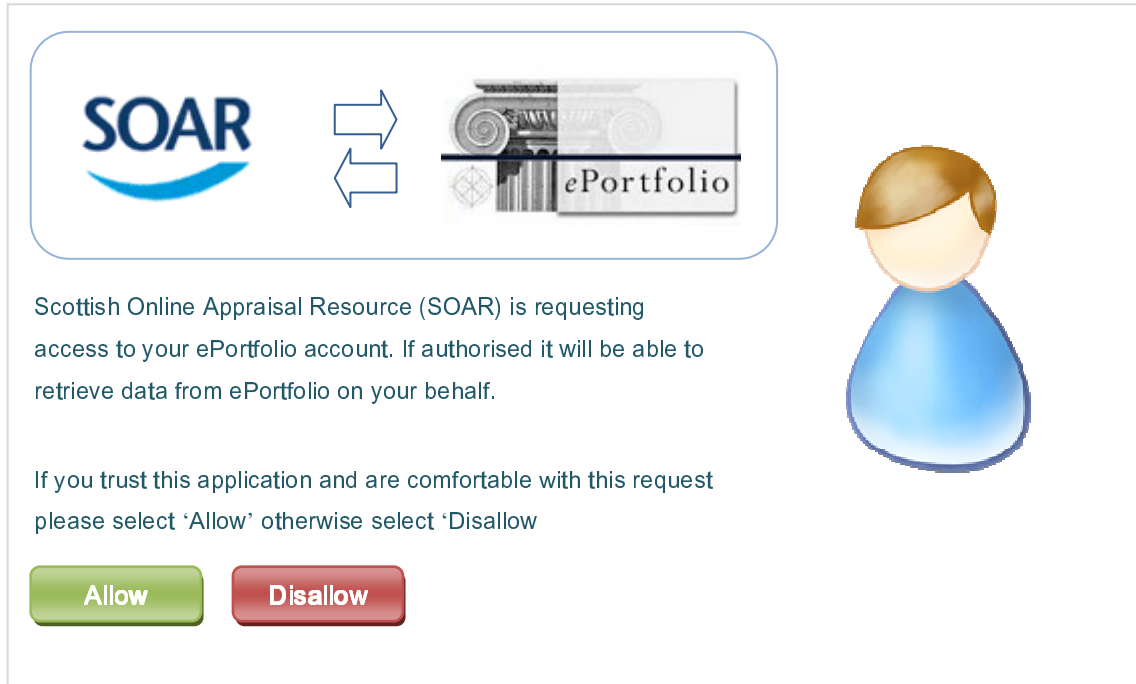 SOAR
ePortfolio
Scottish Online Appraisal Resource (SOAR) is requesting
access to your ePortfolio account. If authorised it will be able to
retrieve data from ePortfolio on your behalf.
If you trust this application and are comfortable with this request
please select ‘Allow’ otherwise select ‘Disallow
Allow
Disallow